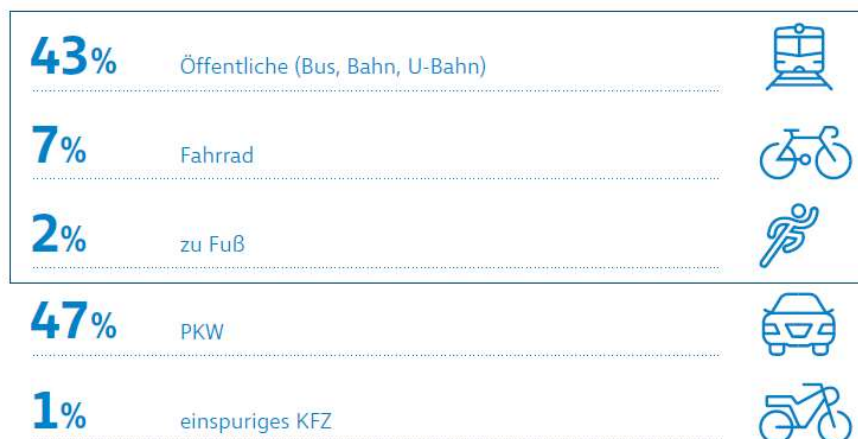 43% Öffentliche (Bus, Bahn, U-Bahn)
7% Fahrrad
2% zu Fuß
47% PKW
1% einspuriges KFZ